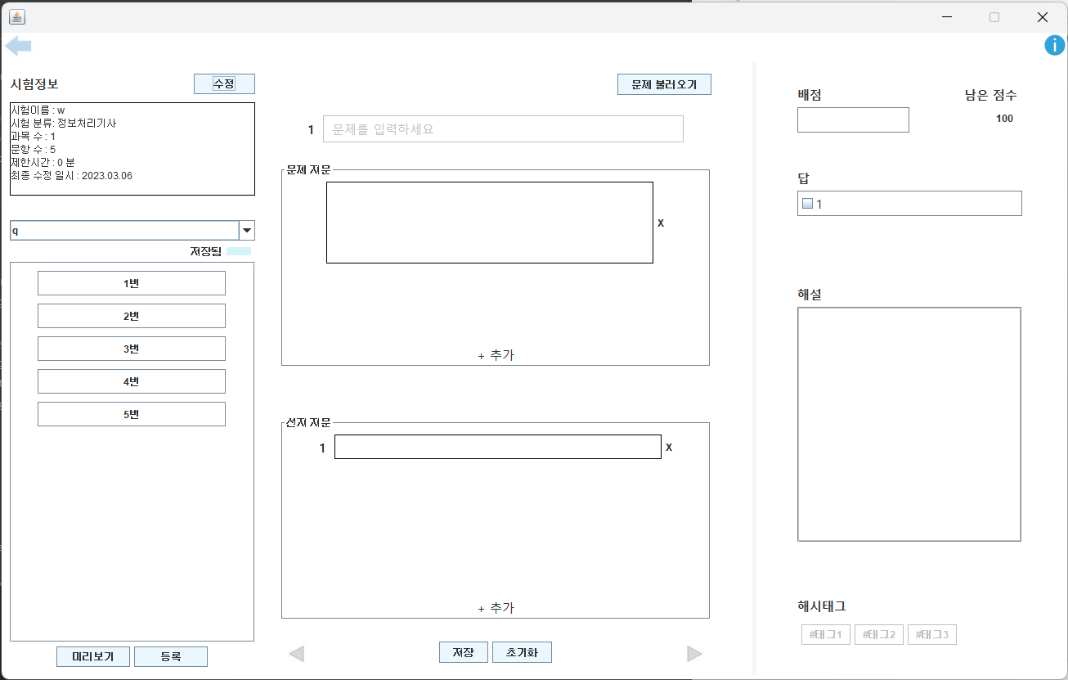 시험정보
수정
시험이름 : w
시험 분류: 정보처리기사
과목 수 : 1
문항 수 : 5
제한시간 : 0 분
최종 수정 일시 : 2023.03.06
q
저장됨
1번
2번
3번
4번
5번
미리보기
등록
문제 불러오기
1 문제를 입력하세요
문제 지문
x
+ 추가
선지 지문
1
x
+ 추가
저장
초기화
배점
남은 점수
100
답
1
해설
해시태그
#태그1 #태그2 #태그3